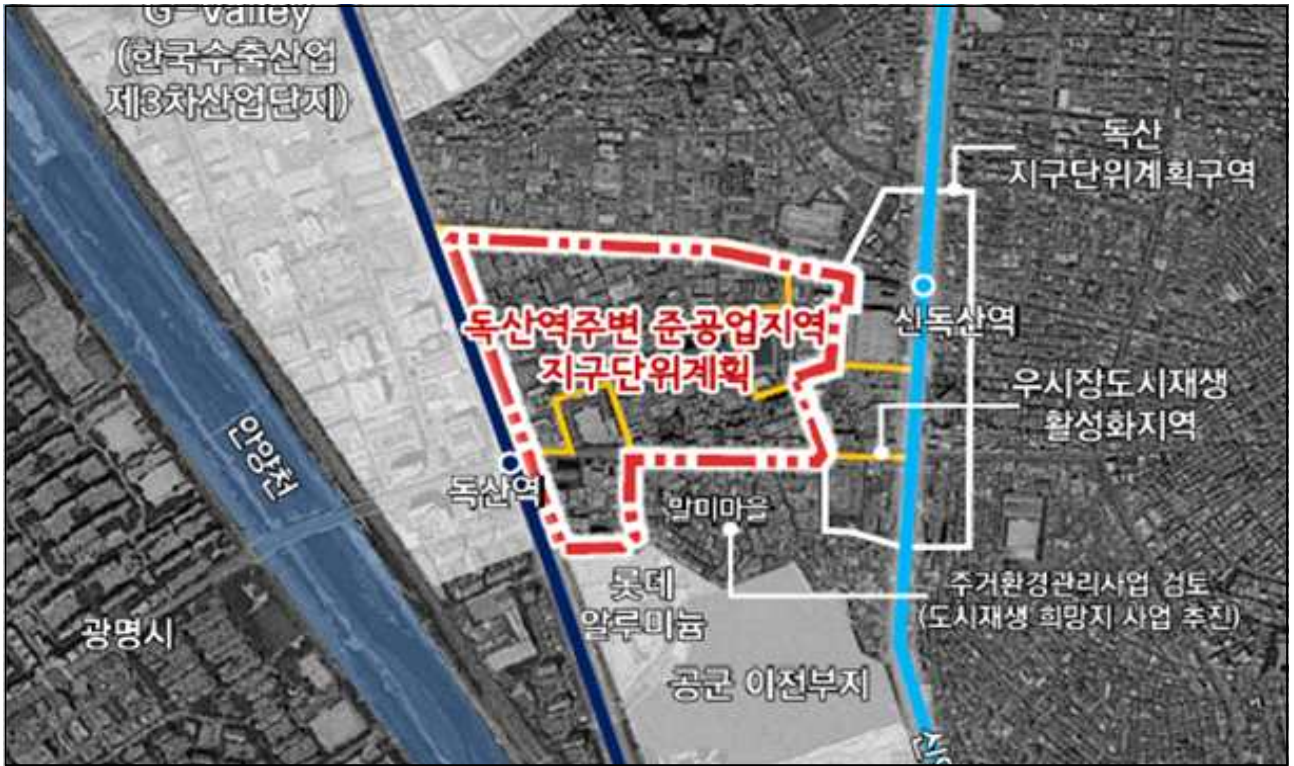 G-Valley
(한국수출산업
제3차산업단지)
독산
지구단위계획구역
신독산역
독산역주변 준공업지역
지구단위계획
우시장도시재생
활성화지역
안양천
독산역
말미마을
롯데
알루미늄
주거환경관리사업 검토
(도시재생 희망지 사업 추진)
광명시
공군 이전부지